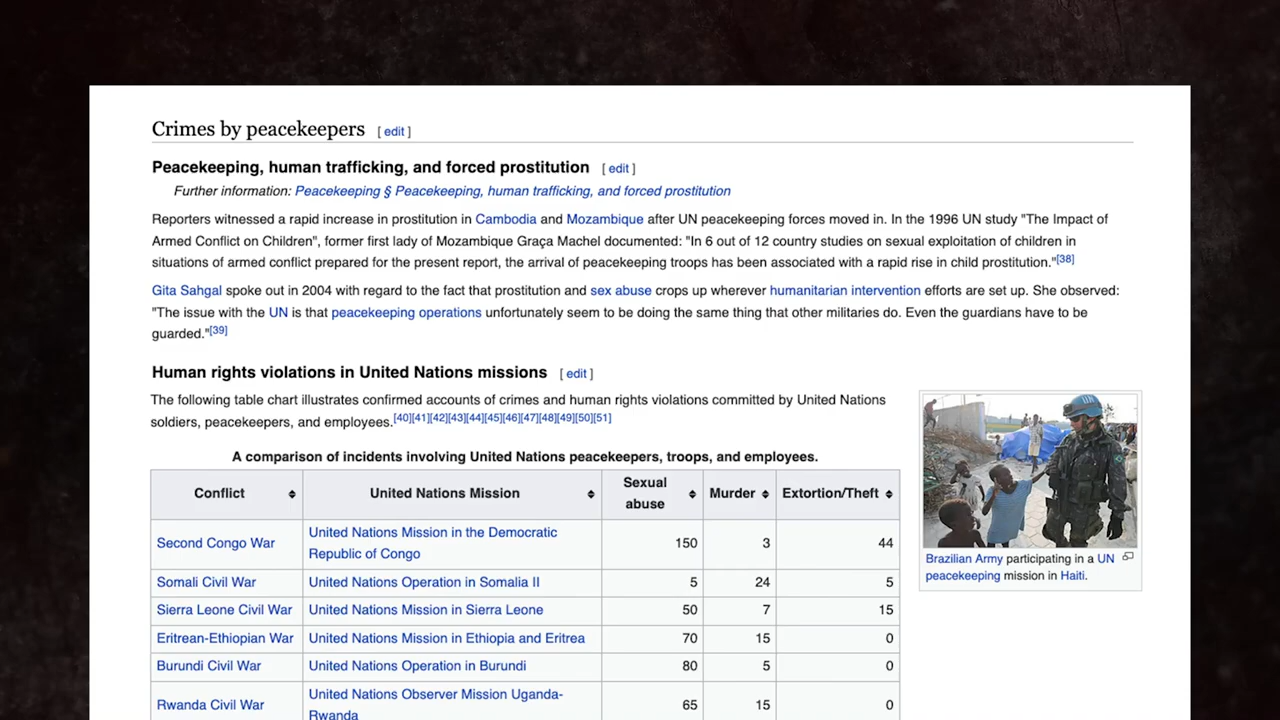 Crimes by peacekeepers [ edit ]
Peacekeeping, human trafficking, and forced prostitution [ edit ]
Further information: Peacekeeping § Peacekeeping, human trafficking, and forced prostitution
Reporters witnessed a rapid increase in prostitution in Cambodia and Mozambique after UN peacekeeping forces moved in. In the 1996 UN study "The Impact of
Armed Conflict on Children", former first lady of Mozambique Graça Machel documented: "In 6 out of 12 country studies on sexual exploitation of children in
situations of armed conflict prepared for the present report, the arrival of peacekeeping troops has been associated with a rapid rise in child prostitution."[38]
Gita Sahgal spoke out in 2004 with regard to the fact that prostitution and sex abuse crops up wherever humanitarian intervention efforts are set up. She observed:
"The issue with the UN is that peacekeeping operations unfortunately seem to be doing the same thing that other militaries do. Even the guardians have to be
guarded."[39]
Human rights violations in United Nations missions [ edit ]
The following table chart illustrates confirmed accounts of crimes and human rights violations committed by United Nations
soldiers, peacekeepers, and employees.[40][41][42][43][44][45][46][47][48][49][50][51]
A comparison of incidents involving United Nations peacekeepers, troops, and employees.
Conflict United Nations Mission Sexual abuse Murder Extortion/Theft
Second Congo War United Nations Mission in the Democratic Republic of Congo 150 3 44
Somali Civil War United Nations Operation in Somalia II 5 24 5
Sierra Leone Civil War United Nations Mission in Sierra Leone 50 7 15
Eritrean-Ethiopian War United Nations Mission in Ethiopia and Eritrea 70 15 0
Burundi Civil War United Nations Operation in Burundi 80 5 0
Rwanda Civil War United Nations Observer Mission Uganda-Rwanda 65 15 0
UN
Brazilian Army participating in a UN
peacekeeping mission in Haiti.